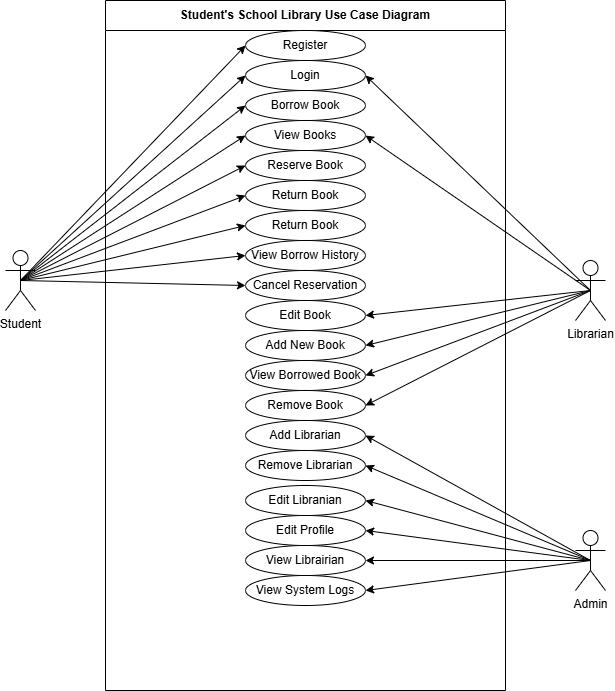 Student's School Library Use Case Diagram
Register
Login
Borrow Book
View Books
Reserve Book
Return Book
Return Book
View Borrow History
Cancel Reservation
Student
Edit Book
Librarian
Add New Book
View Borrowed Book
Remove Book
Add Librarian
Remove Librarian
Edit Libranian
Edit Profile
View Librairian
View System Logs
Admin